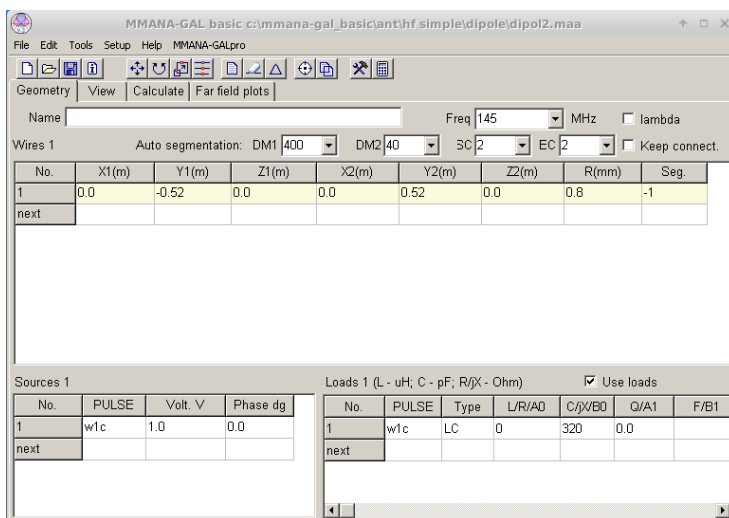 MMANA-GAL basic c:\mmana-gal_basic\ant\hf simple\dipole\dipol2.maa
File Edit Tools Setup Help MMANA-GALpro
Geometry View Calculate Far field plots
Name Freq 145 MHz lambda
Wires 1 Auto segmentation: DM1 400 DM2 40 SC 2 EC 2 Keep connect.
No. X1(m) Y1(m) Z1(m) X2(m) Y2(m) Z2(m) R(mm) Seg.
1 0.0 -0.52 0.0 0.0 0.52 0.0 0.8 -1
next
Sources 1
No. PULSE Volt. V Phase dg
1 w1c 1.0 0.0
next
Loads 1 (L - uH; C - pF; R/jX - Ohm) Use loads
No. PULSE Type L/R/A0 C/jX/B0 Q/A1 F/B1
1 w1c LC 0 320 0.0
next